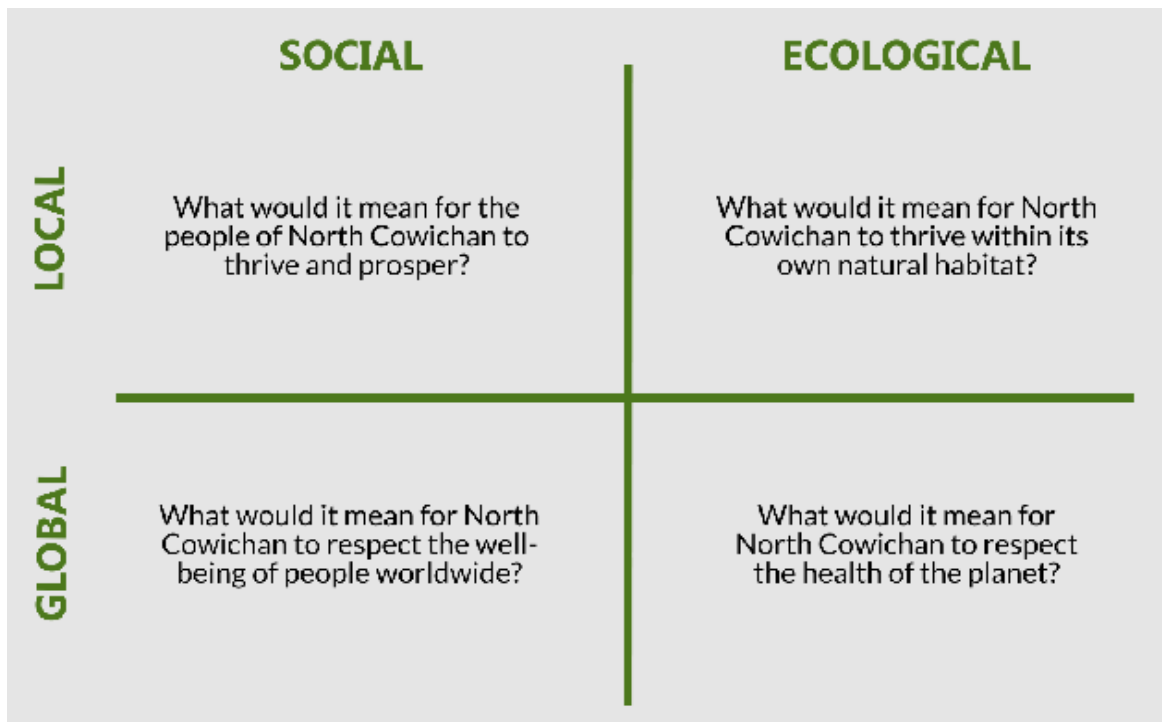 SOCIAL
ECOLOGICAL
LOCAL
What would it mean for the
people of North Cowichan to
thrive and prosper?
What would it mean for North
Cowichan to thrive within its
own natural habitat?
GLOBAL
What would it mean for North
Cowichan to respect the well-
being of people worldwide?
What would it mean for
North Cowichan to respect
the health of the planet?